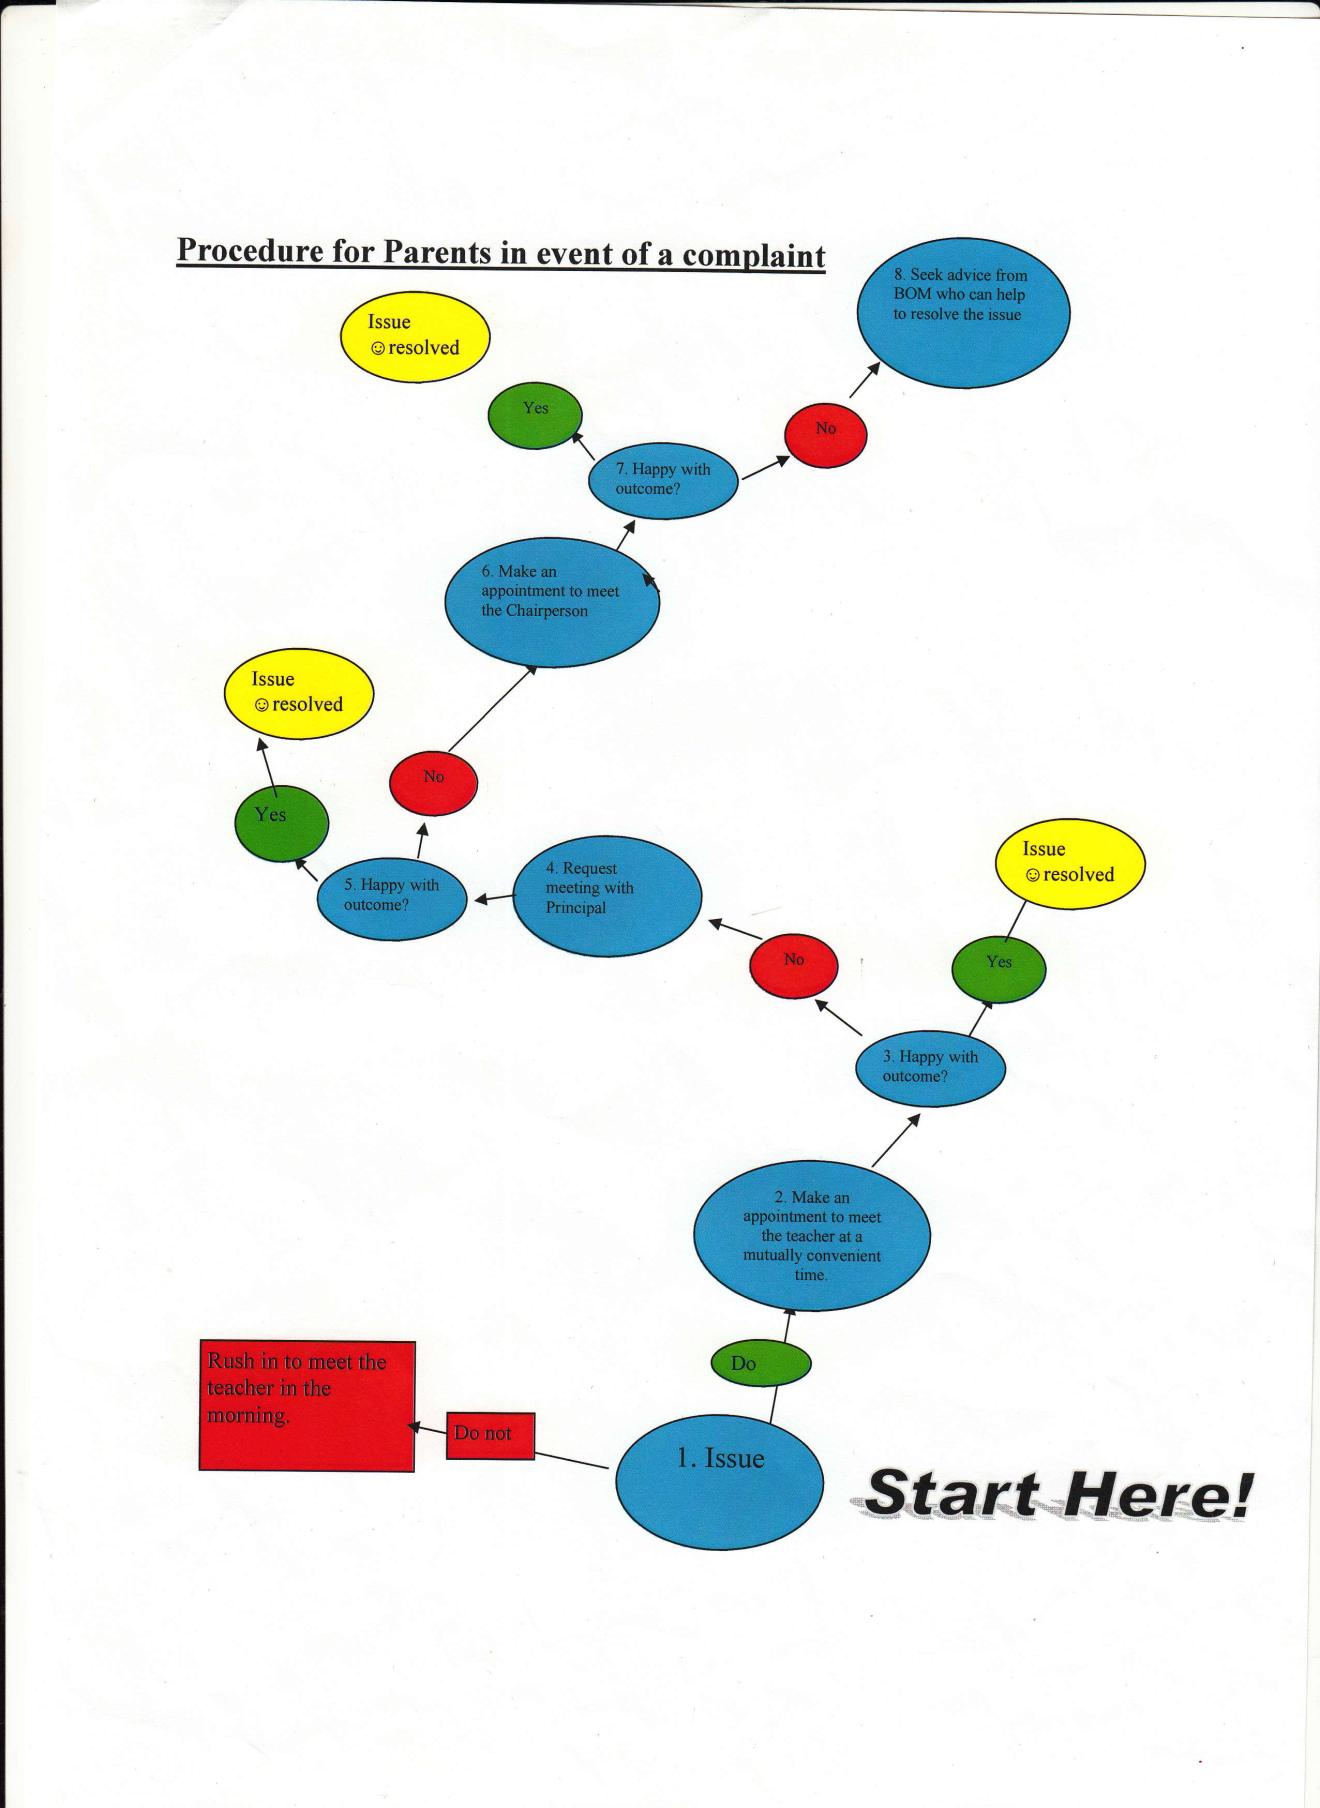 Procedure for Parents in event of a complaint
8. Seek advice from
BOM who can help
to resolve the issue
Issue
☺resolved
Yes
No
7. Happy with
outcome?
6. Make an
appointment to meet
the Chairperson
Issue
☺resolved
No
Yes
5. Happy with
outcome?
4. Request
meeting with
Principal
Issue
☺resolved
No
Yes
3. Happy with
outcome?
2. Make an
appointment to meet
the teacher at a
mutually convenient
time.
Do
Rush in to meet the
teacher in the
morning.
Do not
1. Issue
Start Here!